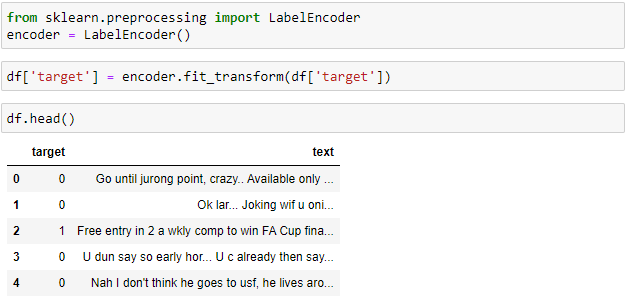 from sklearn.preprocessing import LabelEncoder
encoder = LabelEncoder()
df['target'] = encoder.fit_transform(df['target'])
df.head()
target text
0 0 Go until jurong point, crazy.. Available only ...
1 0 Ok lar... Joking wif u oni...
2 1 Free entry in 2 a wkly comp to win FA Cup fina...
3 0 U dun say so early hor... U c already then say...
4 0 Nah I don't think he goes to usf, he lives aro...